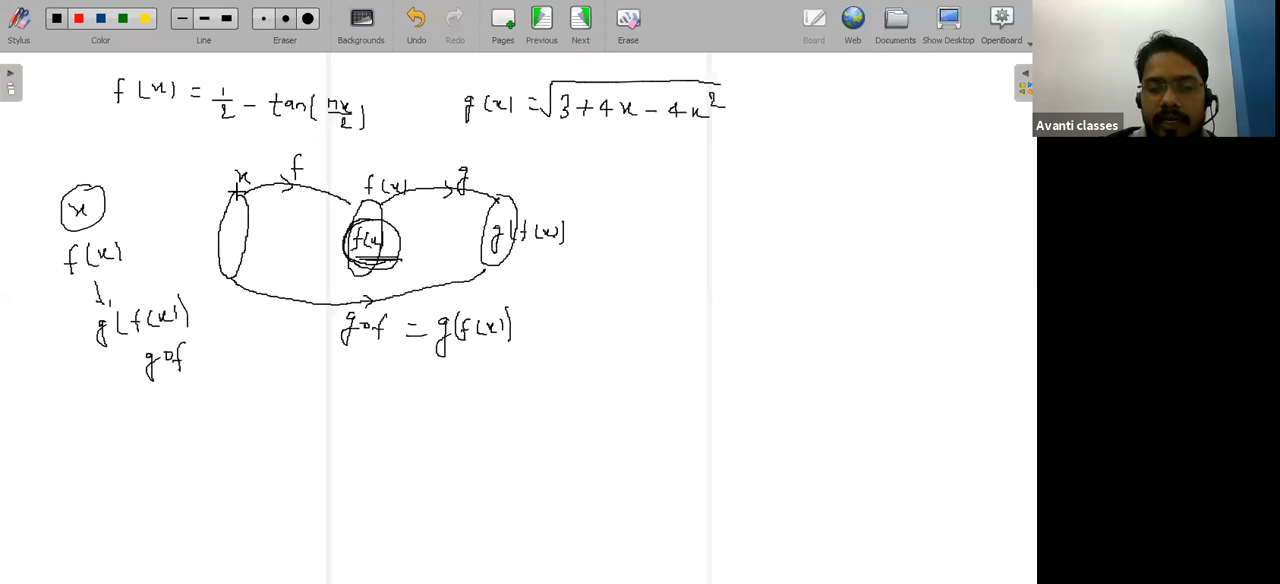 Stylus Color Line Eraser Backgrounds Undo Redo Pages Previous Next Erase Board Web Documents Show Desktop OpenBoard
Avanti classes
f(x) = 1/2 - tan(πx/2) g(x) = √(3+4x-4x²)
x f f(x) g
x
f(x) f(x) g(f(x))
g(f(x)) gof = g(f(x))
gof